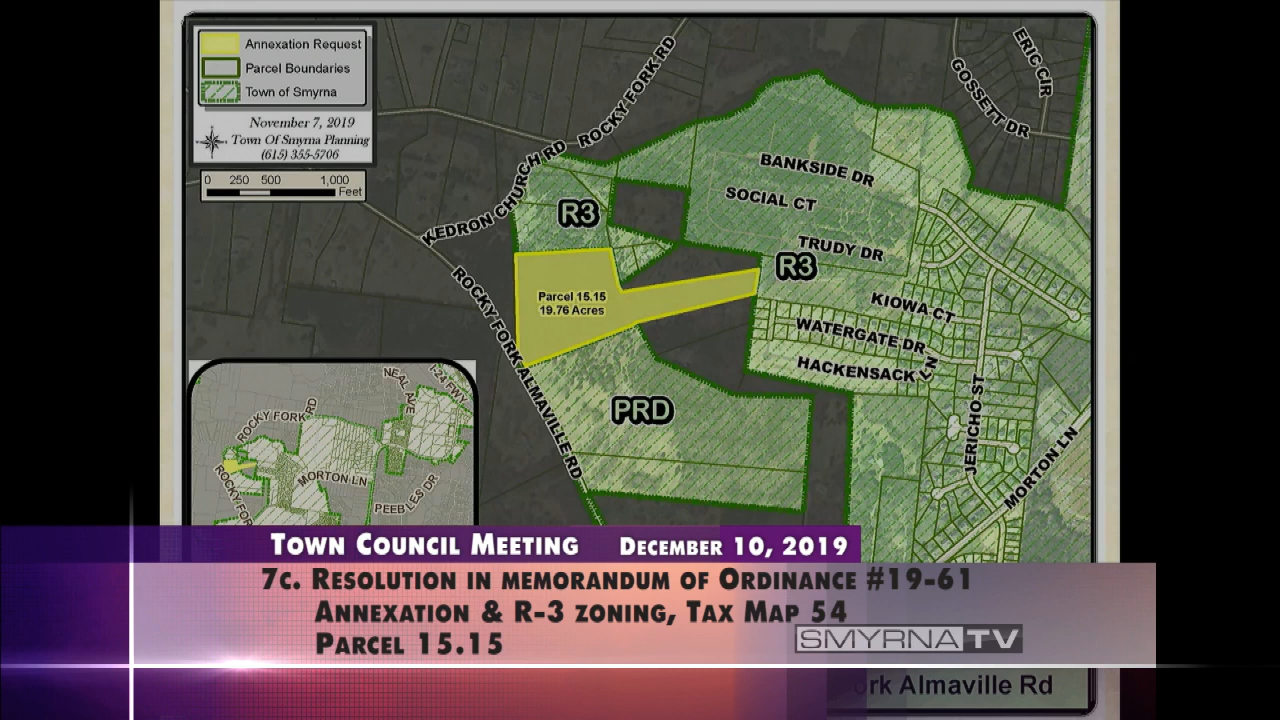 Annexation Request
Parcel Boundaries
Town of Smyrna
November 7, 2019
Town Of Smyrna Planning
(615) 355-5706
0 250 500 1,000
Feet
ERIC CIR
GOSSETT DR
ROCKY FORK RD
KEDRON CHURCH RD
BANKSIDE DR
SOCIAL CT
R3
TRUDY DR
R3
Parcel 15.15
19.76 Acres
KIOWA CT
WATERGATE DR
HACKENSACK LN
ROCKY FORK ALMAVILLE RD
PRD
JERICHO ST
MORTON LN
NEAL AVE
I-24 FWY
ROCKY FORK RD
MORTON LN
PEEBLES DR
ROCKY FOR
Town Council Meeting December 10, 2019
7c. Resolution in memorandum of Ordinance #19-61
Annexation & R-3 zoning, Tax Map 54
Parcel 15.15
SMYRNA TV
ork Almaville Rd